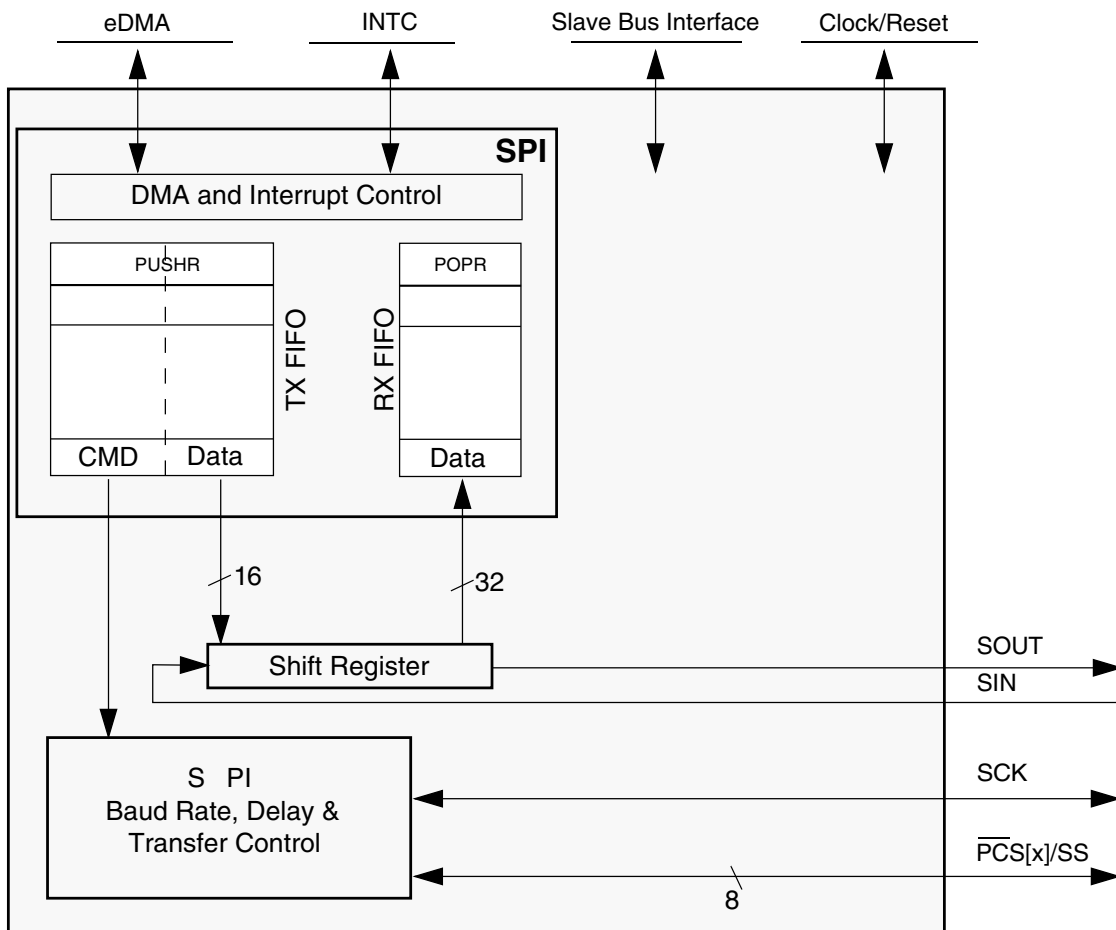 eDMA
INTC
Slave Bus Interface
Clock/Reset
SPI
DMA and Interrupt Control
PUSHR
POPR
TX FIFO
RX FIFO
CMD
Data
Data
16
32
Shift Register
SOUT
SIN
S PI
Baud Rate, Delay &
Transfer Control
SCK
PCS[x]/SS
8